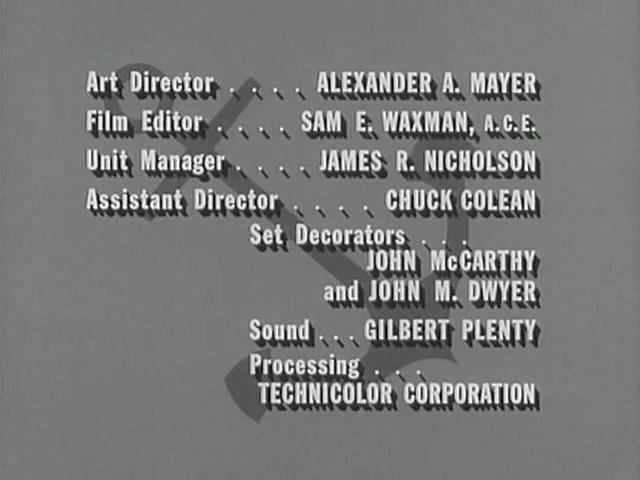 Art Director . . . . ALEXANDER A. MAYER
Film Editor . . . . SAM E. WAXMAN, A.C.E.
Unit Manager . . . . JAMES R. NICHOLSON
Assistant Director . . . . CHUCK COLEAN
Set Decorators . . .
JOHN McCARTHY
and JOHN M. DWYER
Sound . . . GILBERT PLENTY
Processing . . .
TECHNICOLOR CORPORATION